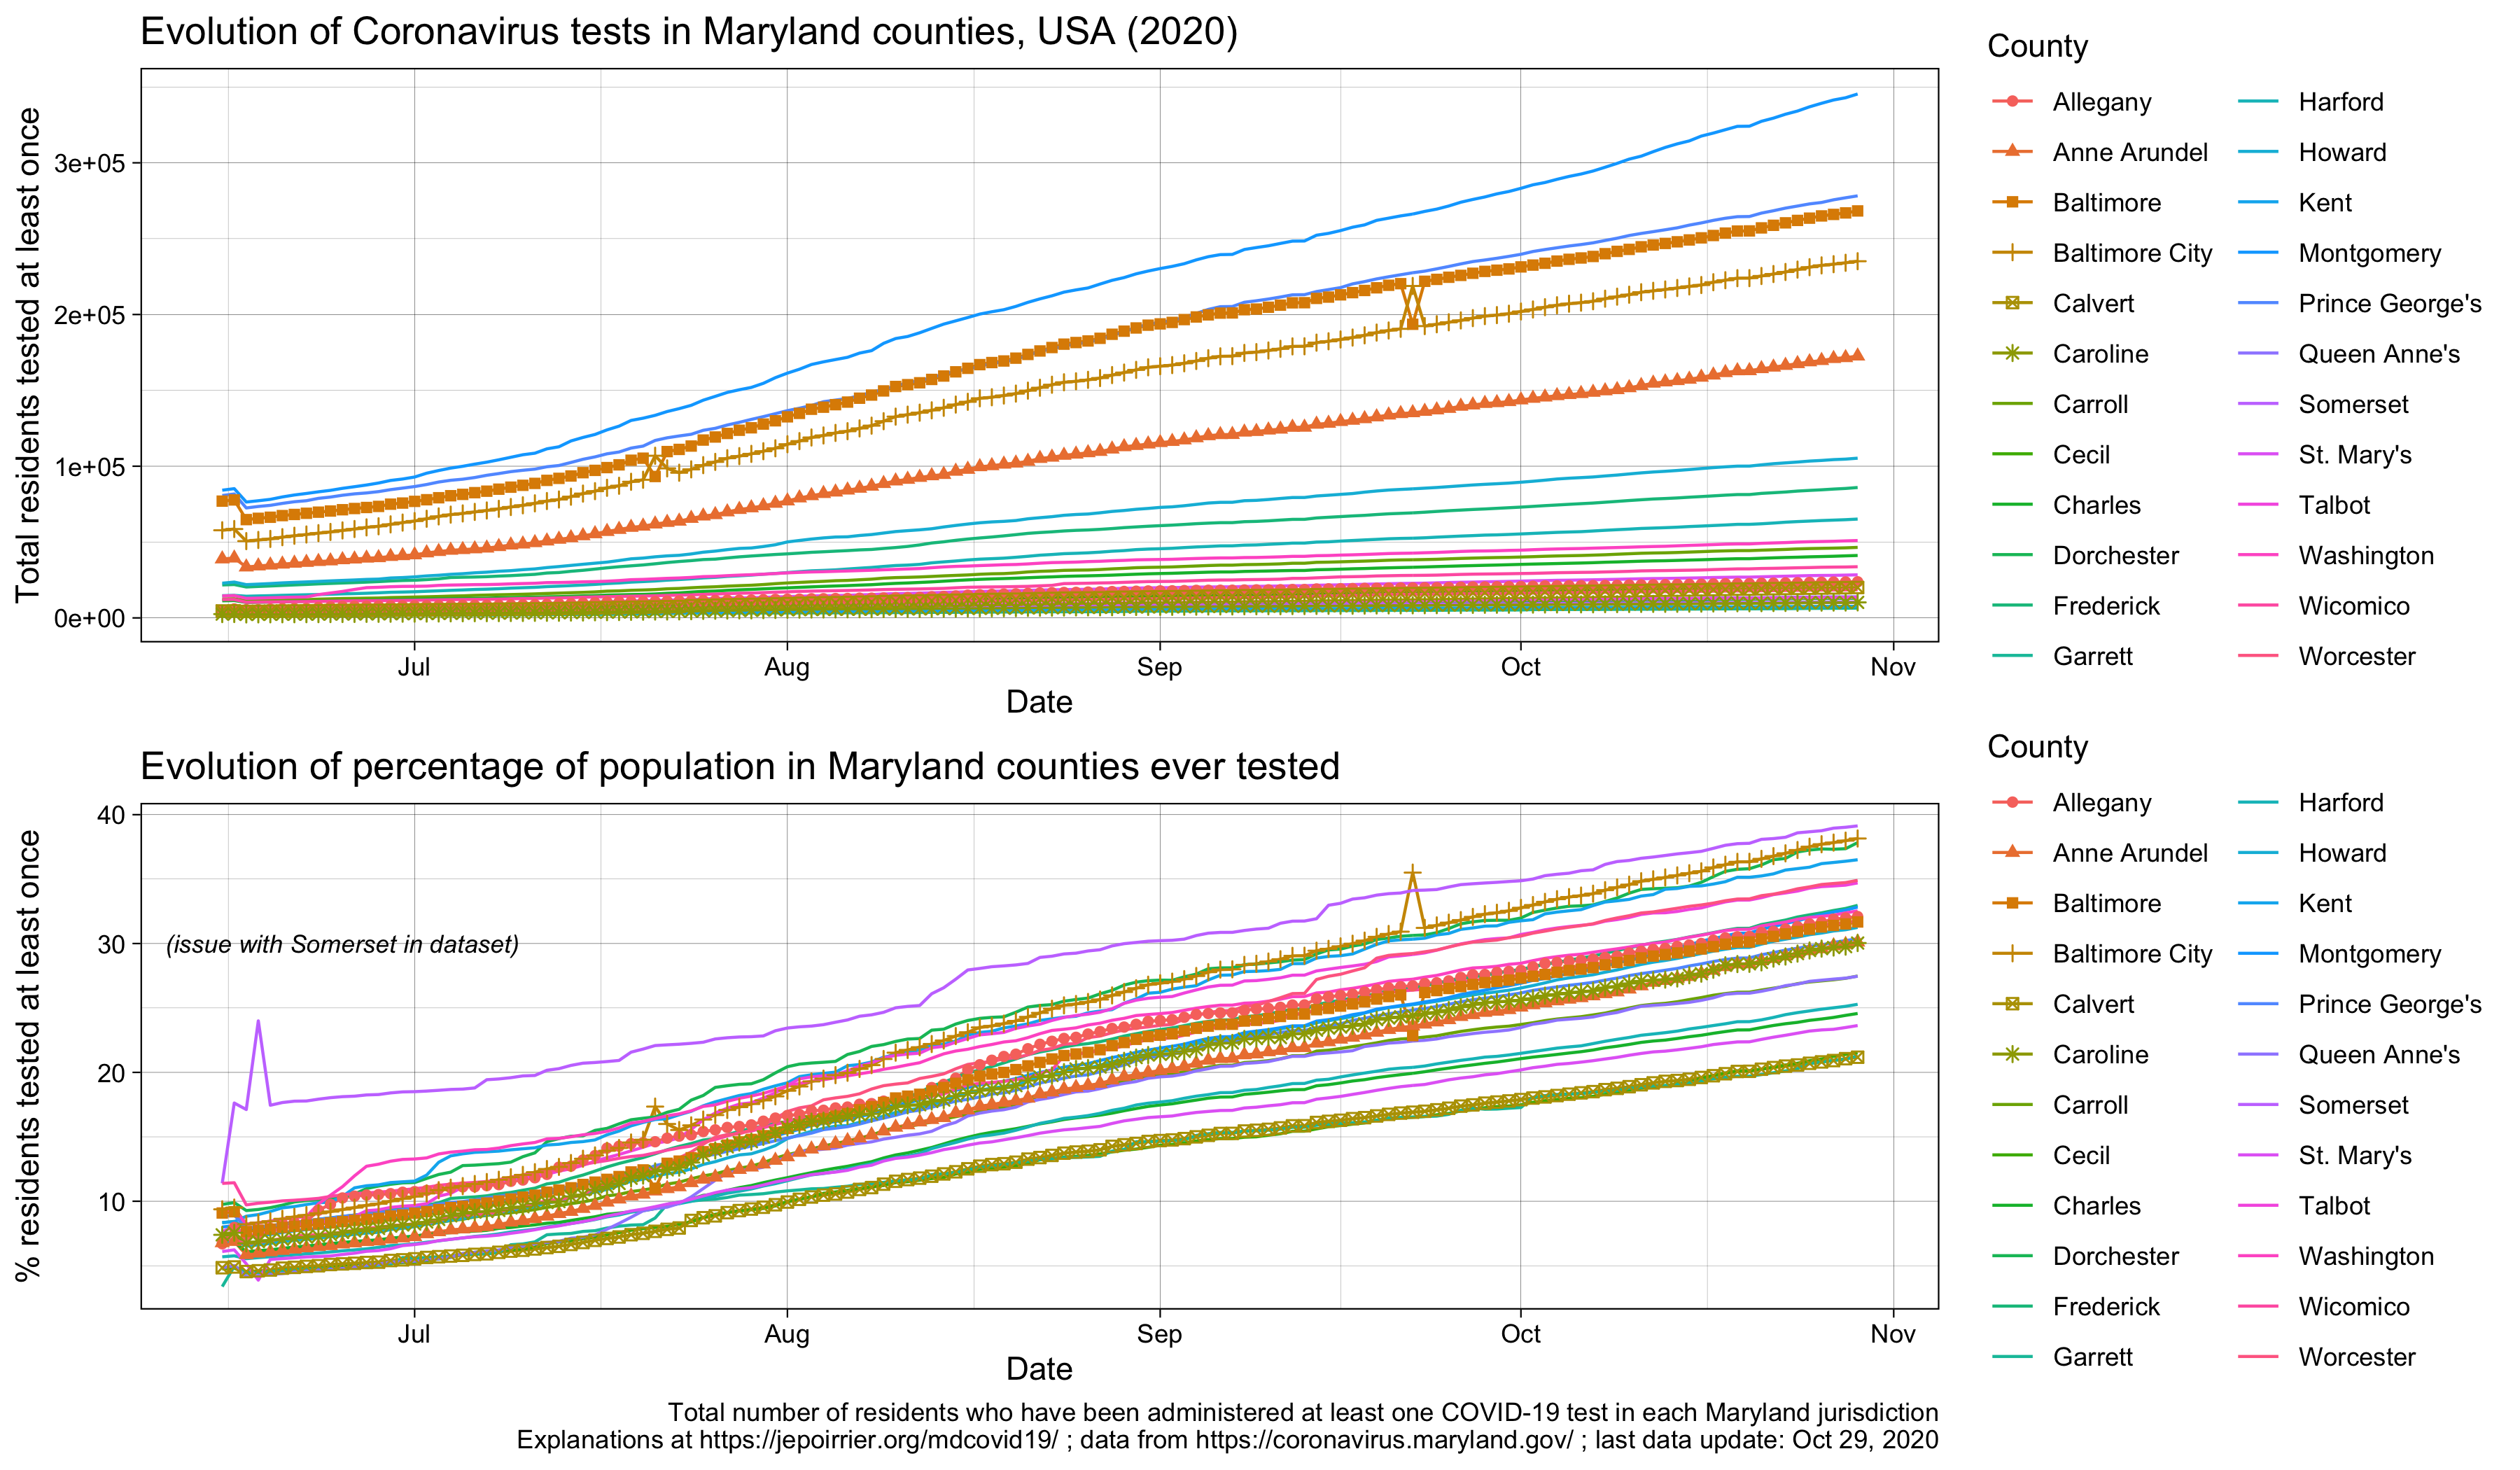 Evolution of Coronavirus tests in Maryland counties, USA (2020)
Total residents tested at least once
3e+05
2e+05
1e+05
0e+00
Jul
Aug
Sep
Oct
Nov
Date
County
Allegany
Anne Arundel
Baltimore
Baltimore City
Calvert
Caroline
Carroll
Cecil
Charles
Dorchester
Frederick
Garrett
Harford
Howard
Kent
Montgomery
Prince George's
Queen Anne's
Somerset
St. Mary's
Talbot
Washington
Wicomico
Worcester
Evolution of percentage of population in Maryland counties ever tested
% residents tested at least once
40
30
20
10
(issue with Somerset in dataset)
Jul
Aug
Sep
Oct
Nov
Date
County
Allegany
Anne Arundel
Baltimore
Baltimore City
Calvert
Caroline
Carroll
Cecil
Charles
Dorchester
Frederick
Garrett
Harford
Howard
Kent
Montgomery
Prince George's
Queen Anne's
Somerset
St. Mary's
Talbot
Washington
Wicomico
Worcester
Total number of residents who have been administered at least one COVID-19 test in each Maryland jurisdiction
Explanations at https://jepoirrier.org/mdcovid19/ ; data from https://coronavirus.maryland.gov/ ; last data update: Oct 29, 2020